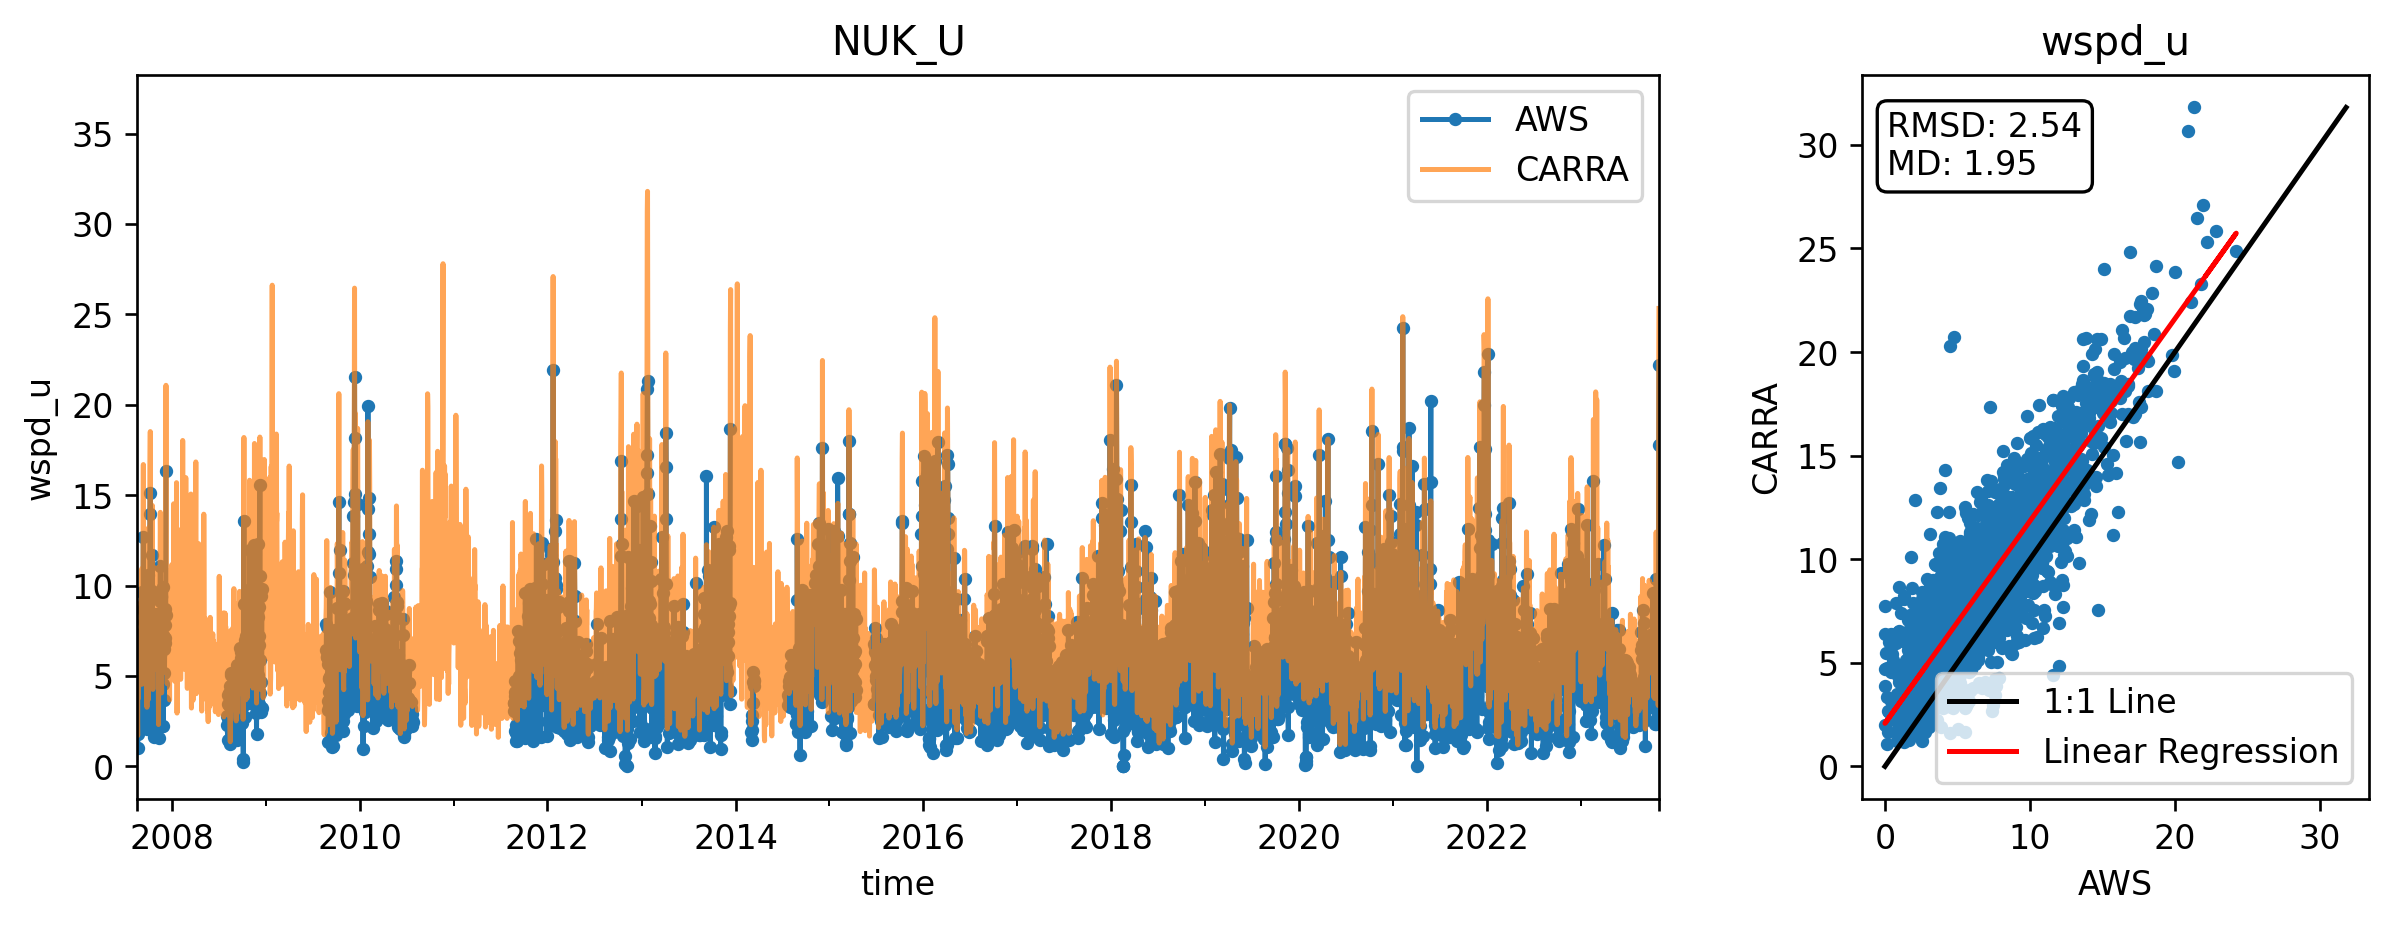 NUK_U
wspd_u
35
30
25
20
15
10
5
0
2008 2010 2012 2014 2016 2018 2020 2022
time
AWS
CARRA
wspd_u
RMSD: 2.54
MD: 1.95
CARRA
30
25
20
15
10
5
0
0 10 20 30
AWS
1:1 Line
Linear Regression